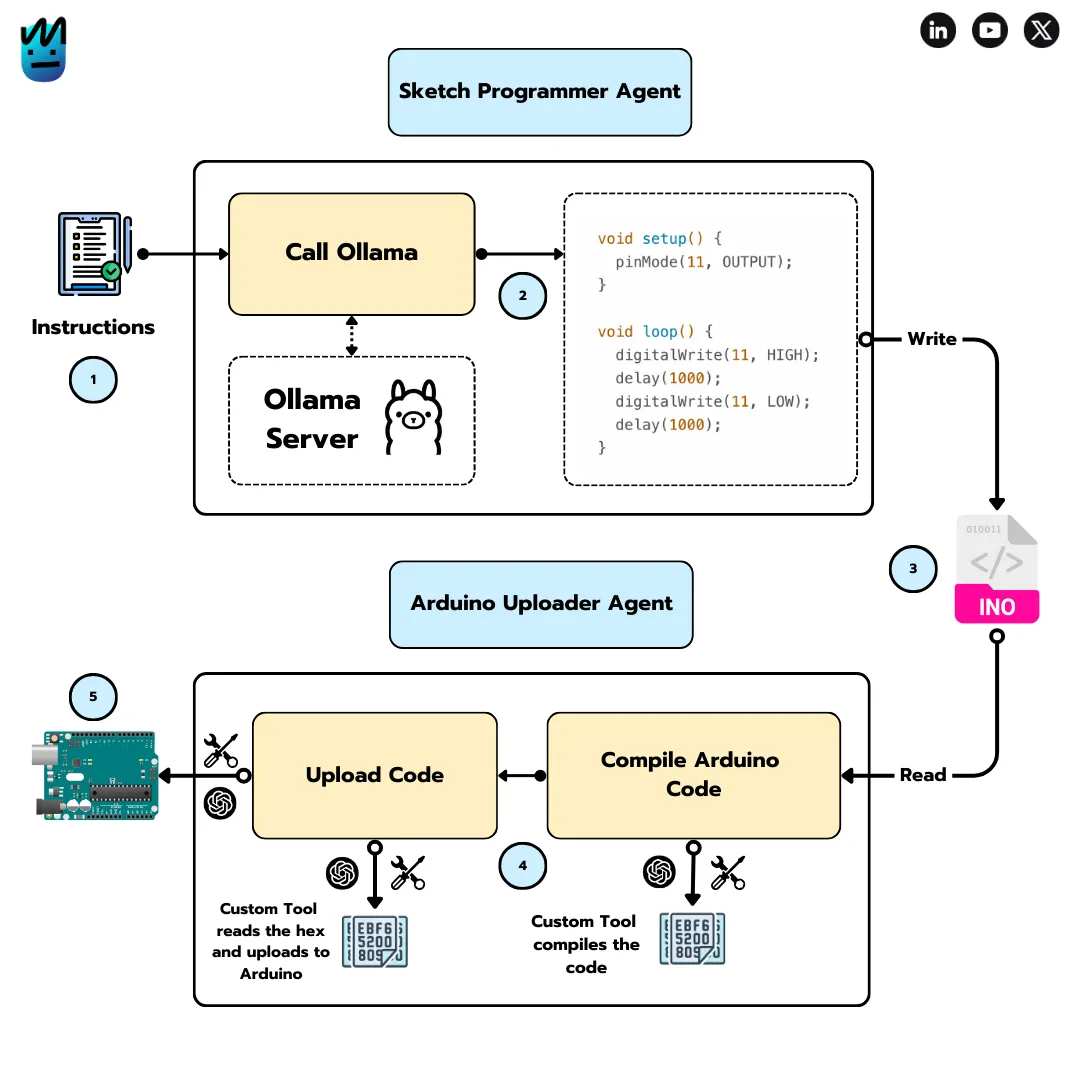 in
X
Sketch Programmer Agent
Call Ollama
void setup() {
pinMode(11, OUTPUT);
}
void loop() {
digitalWrite(11, HIGH);
delay(1000);
digitalWrite(11, LOW);
delay(1000);
}
Instructions
1
2
Ollama
Server
Write
010011
</>
INO
3
Arduino Uploader Agent
5
Upload Code
Compile Arduino
Code
Read
4
Custom Tool
reads the hex
and uploads to
Arduino
EBF6
5200
809
Custom Tool
compiles the
code
EBF6
5200
809